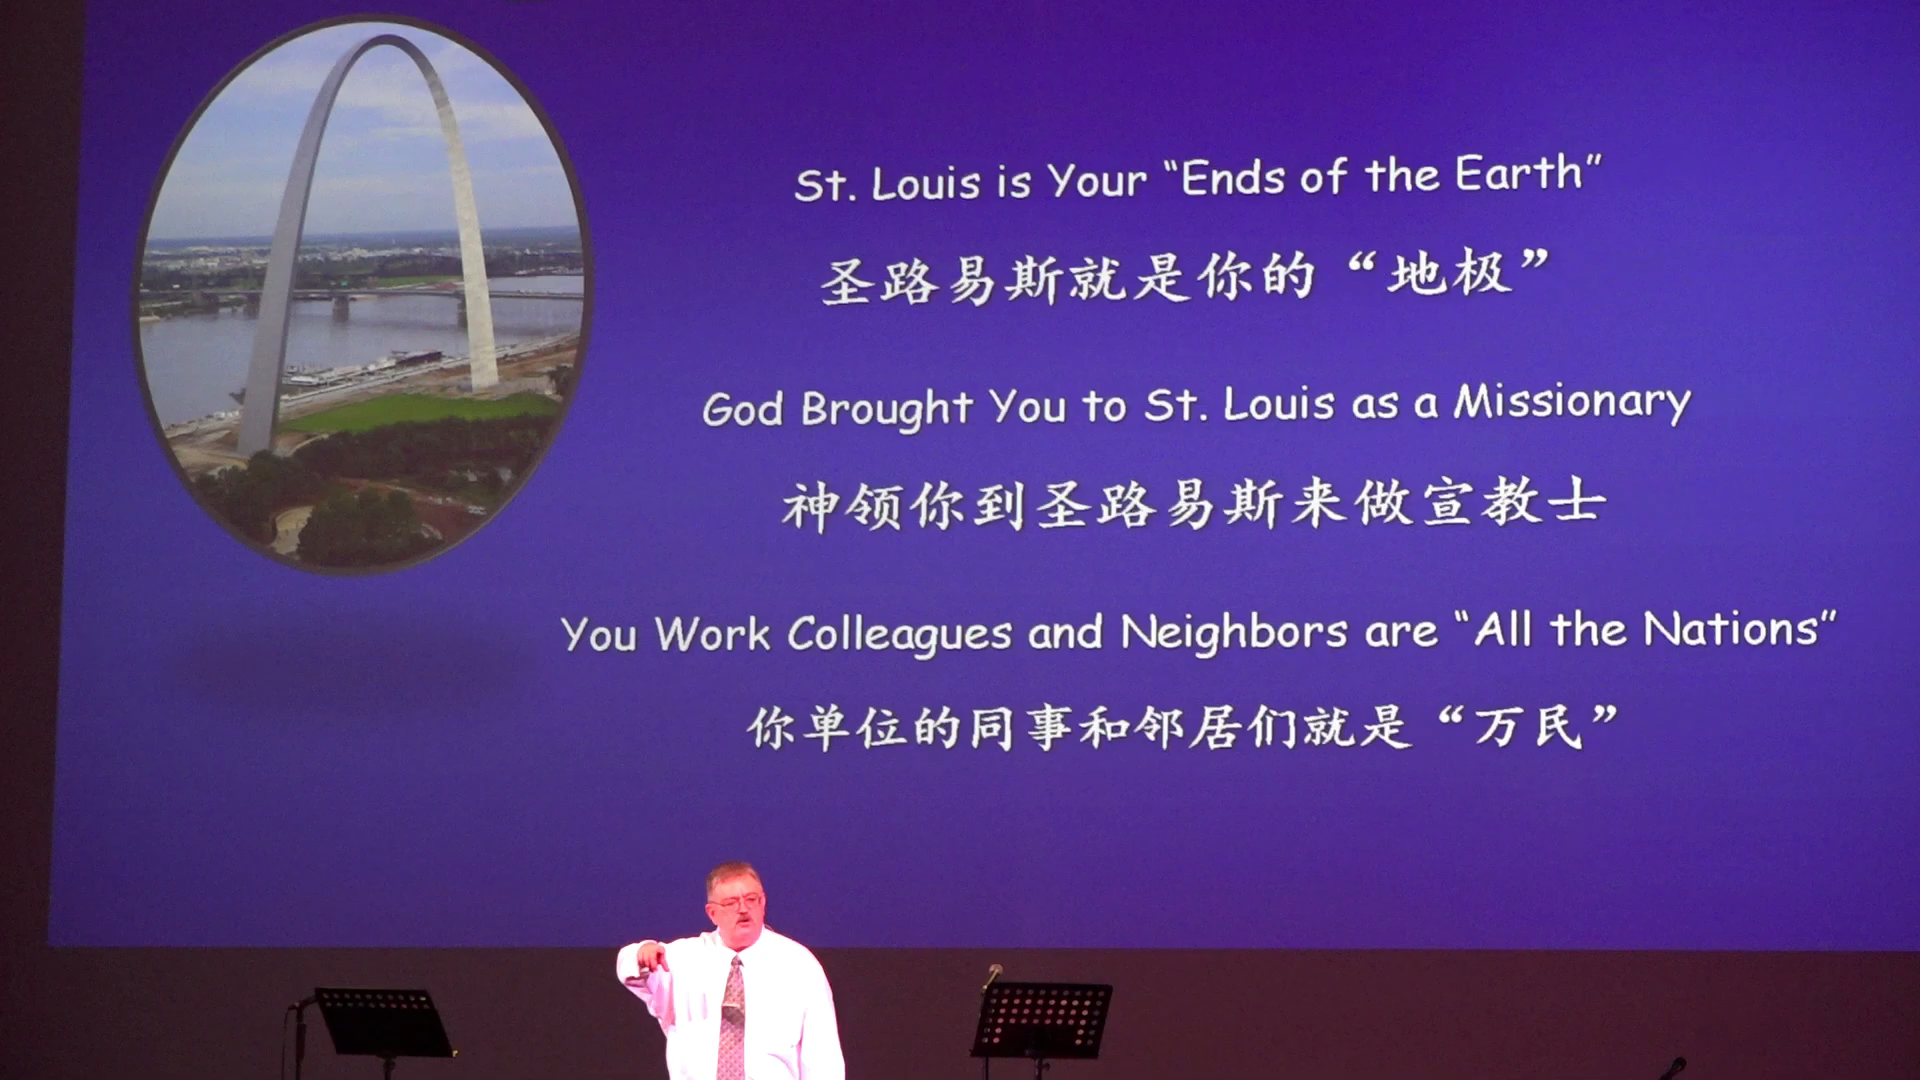 St. Louis is Your “Ends of the Earth”
圣路易斯就是你的“地极”
God Brought You to St. Louis as a Missionary
神领你到圣路易斯来做宣教士
You Work Colleagues and Neighbors are “All the Nations”
你单位的同事和邻居们就是“万民”